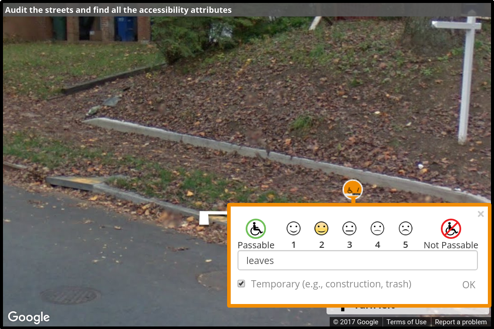 Audit the streets and find all the accessibility attributes
×
Passable 1 2 3 4 5 Not Passable
leaves
Temporary (e.g., construction, trash) OK
Google
© 2017 Google Terms of Use Report a problem